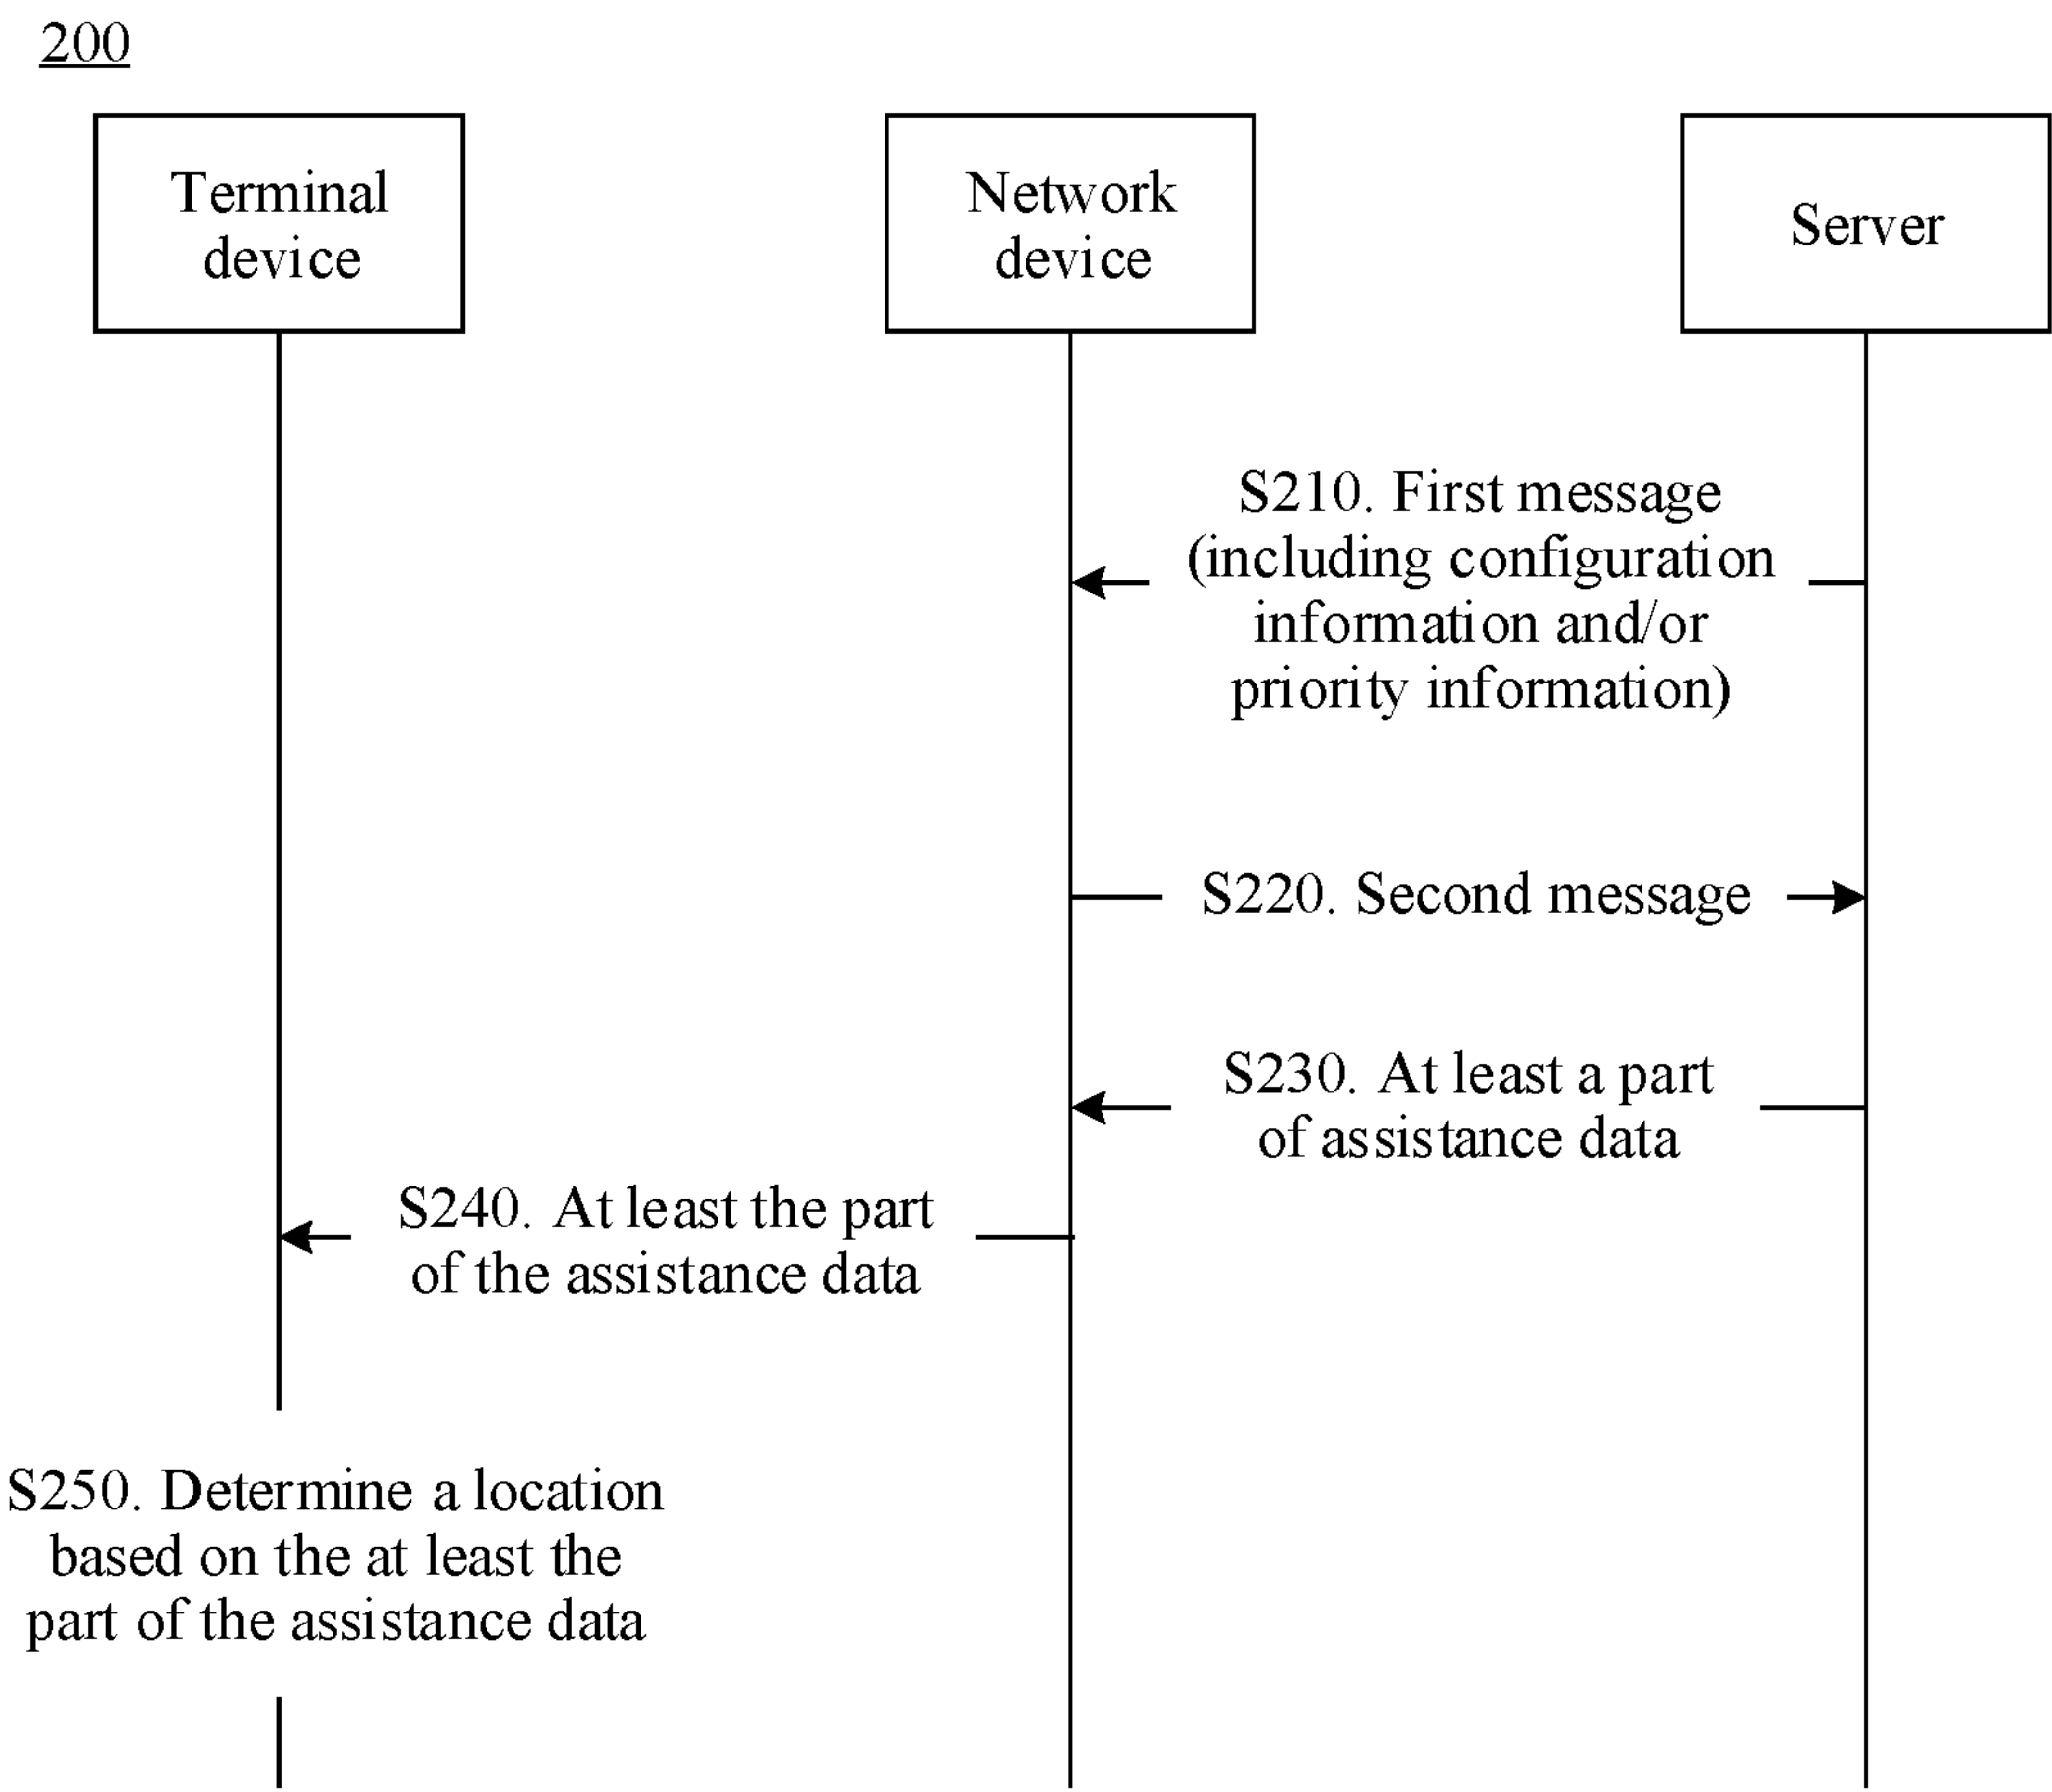 200
Terminal
device
Network
device
Server
S210. First message
(including configuration
information and/or
priority information)
S220. Second message
S230. At least a part
of assistance data
S240. At least the part
of the assistance data
S250. Determine a location
based on the at least the
part of the assistance data